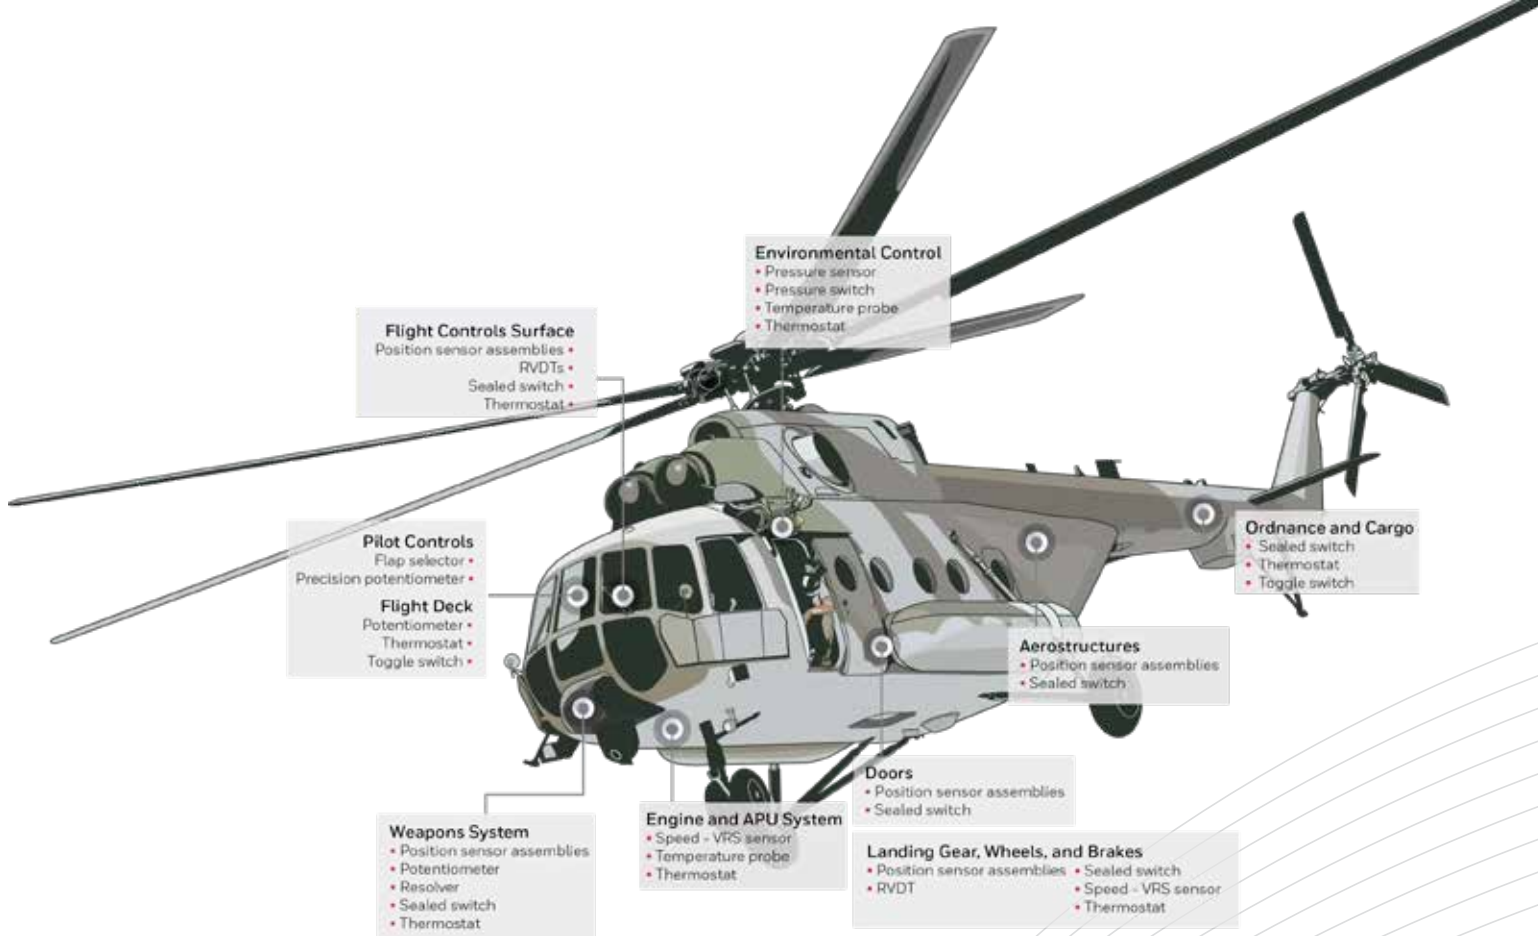 Environmental Control
• Pressure sensor
• Pressure switch
• Temperature probe
• Thermostat
Flight Controls Surface
Position sensor assemblies •
RVDTs •
Sealed switch •
Thermostat •
Pilot Controls
Flap selector •
Precision potentiometer •
Flight Deck
Potentiometer •
Thermostat •
Toggle switch •
Ordnance and Cargo
• Sealed switch
• Thermostat
• Toggle switch
Aerostructures
• Position sensor assemblies
• Sealed switch
Doors
• Position sensor assemblies
• Sealed switch
Weapons System
• Position sensor assemblies
• Potentiometer
• Resolver
• Sealed switch
• Thermostat
Engine and APU System
• Speed - VRS sensor
• Temperature probe
• Thermostat
Landing Gear, Wheels, and Brakes
• Position sensor assemblies
• RVDT
• Sealed switch
• Speed - VRS sensor
• Thermostat